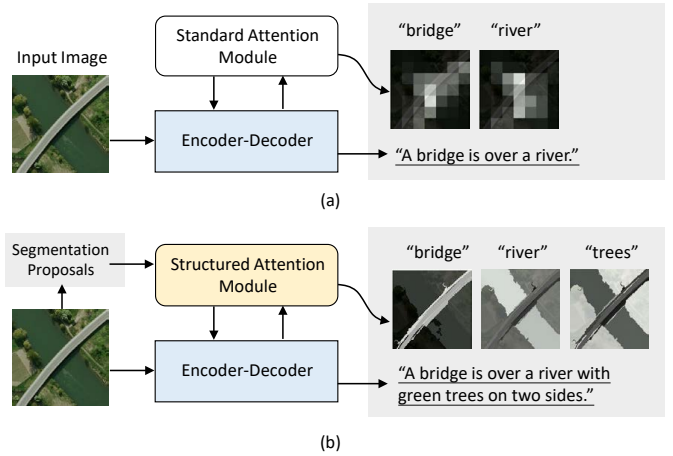 Input Image
Standard Attention
Module
“bridge” “river”
Encoder-Decoder
“A bridge is over a river.”
(a)
Segmentation
Proposals
Structured Attention
Module
“bridge” “river” “trees”
Encoder-Decoder
“A bridge is over a river with
green trees on two sides.”
(b)